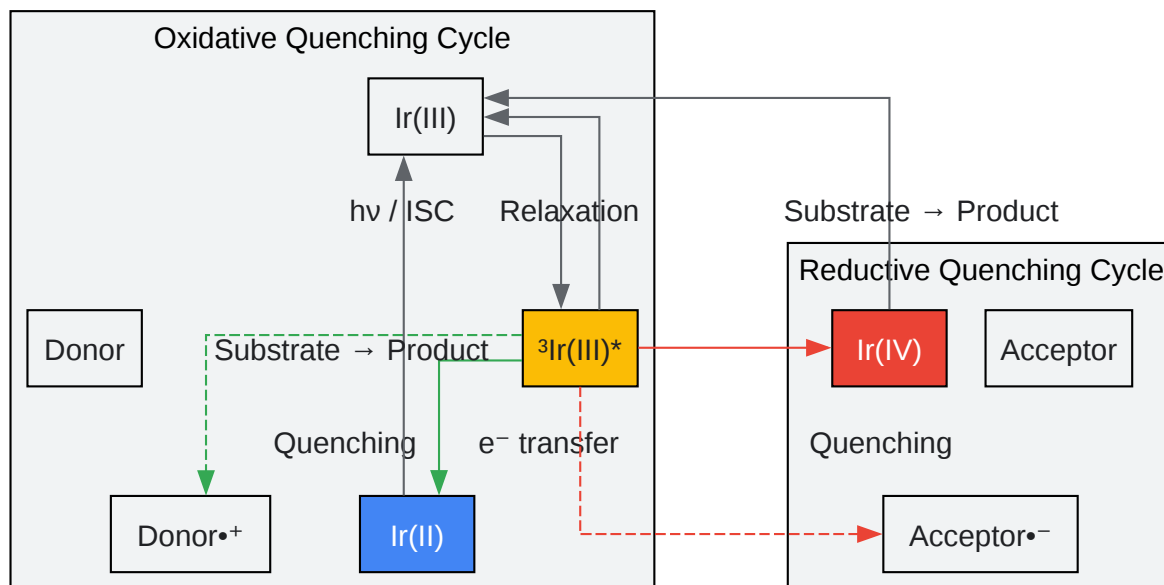 Oxidative Quenching Cycle
Ir(III)
hν / ISC
Relaxation
Substrate → Product
Reductive Quenching Cycle
Donor
Substrate → Product
³Ir(III)*
Ir(IV)
Acceptor
Quenching
e⁻ transfer
Quenching
Donor•⁺
Ir(II)
Acceptor•⁻